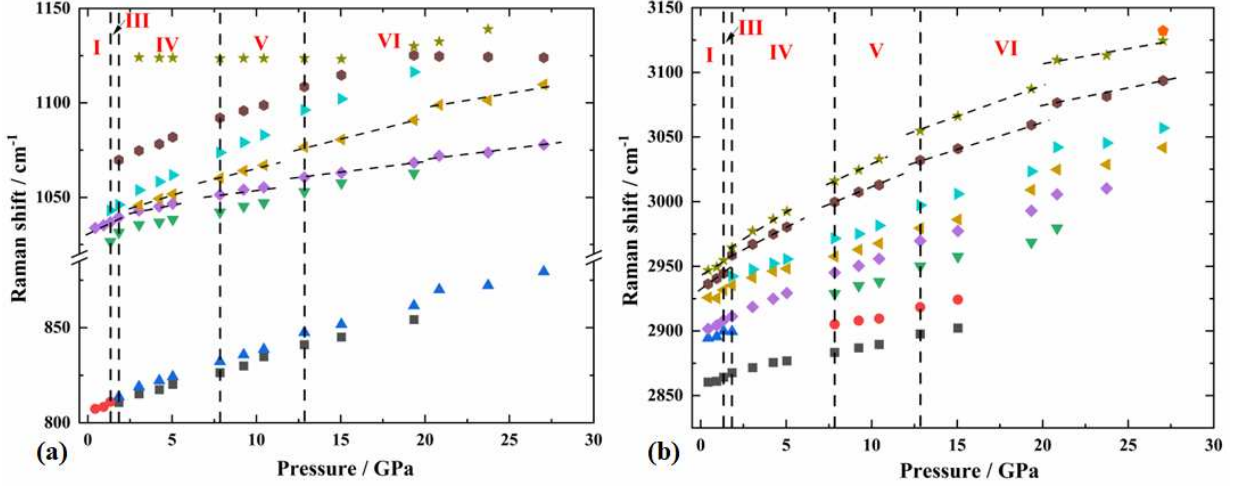 III
I IV V VI
1150
1100
1050
850
800
Raman shift / cm⁻¹
0 5 10 15 20 25 30
Pressure / GPa
(a)
III
I IV V VI
3150
3100
3050
3000
2950
2900
2850
Raman shift / cm⁻¹
0 5 10 15 20 25 30
Pressure / GPa
(b)